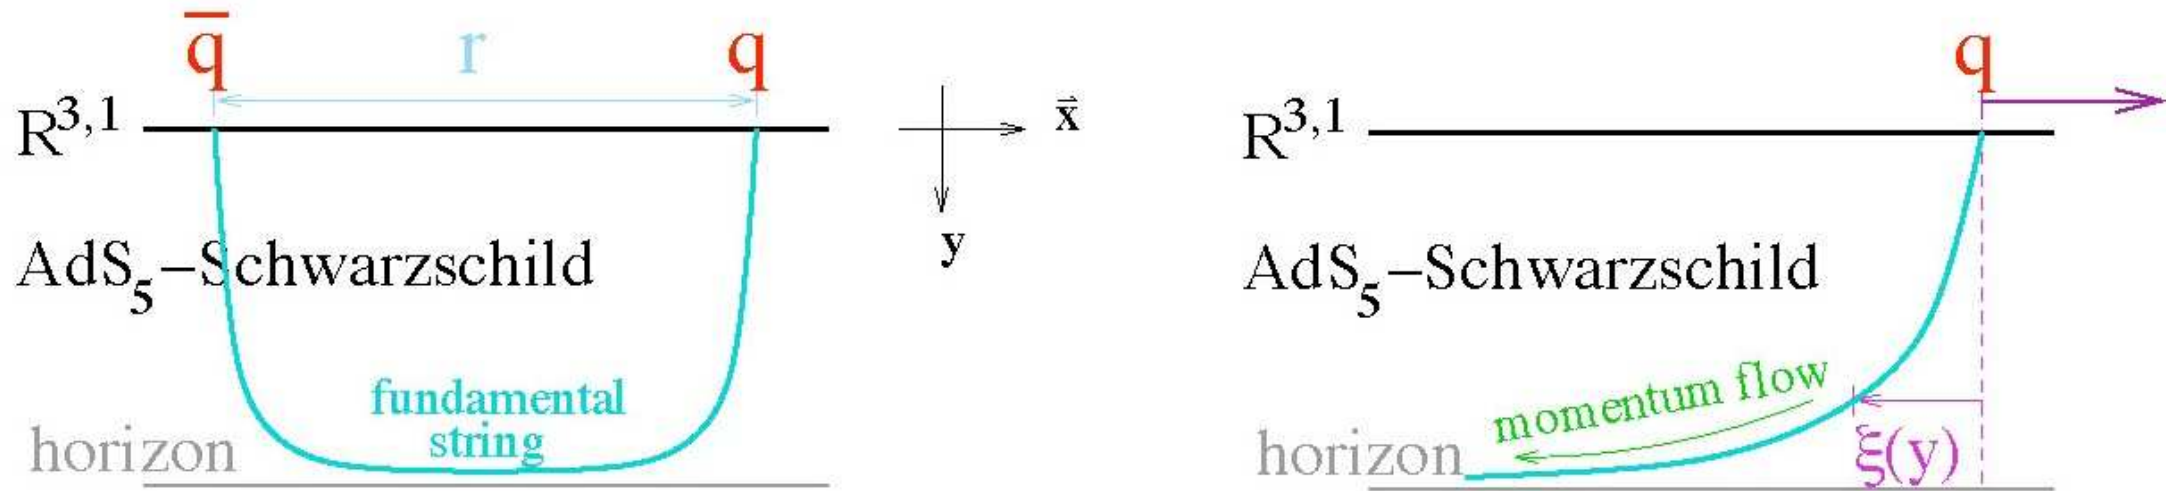 q̅ r q
R³,¹
x⃗
y
AdS₅–Schwarzschild
fundamental
string
horizon
q
R³,¹
AdS₅–Schwarzschild
momentum flow
horizon
ξ(y)